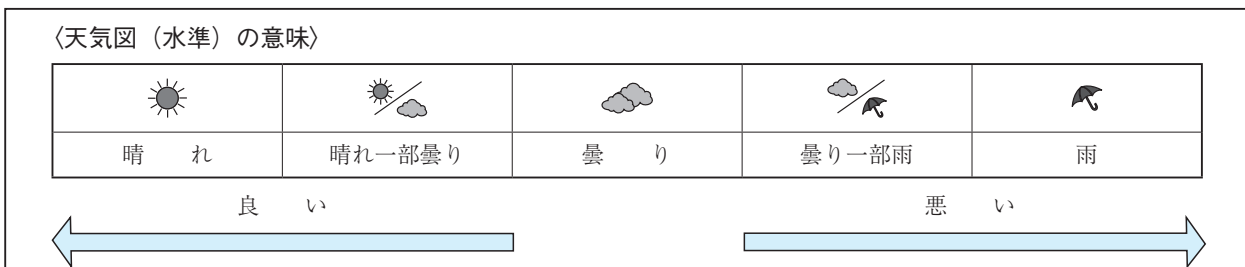 〈天気図（水準）の意味〉
晴　れ 晴れ一部曇り 曇　り 曇り一部雨 雨
良　い 悪　い